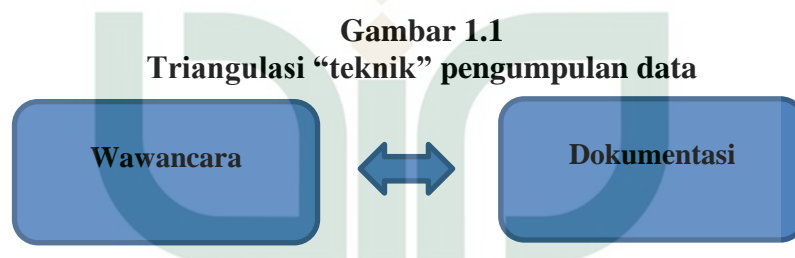 Gambar 1.1
Triangulasi “teknik” pengumpulan data
Wawancara
Dokumentasi